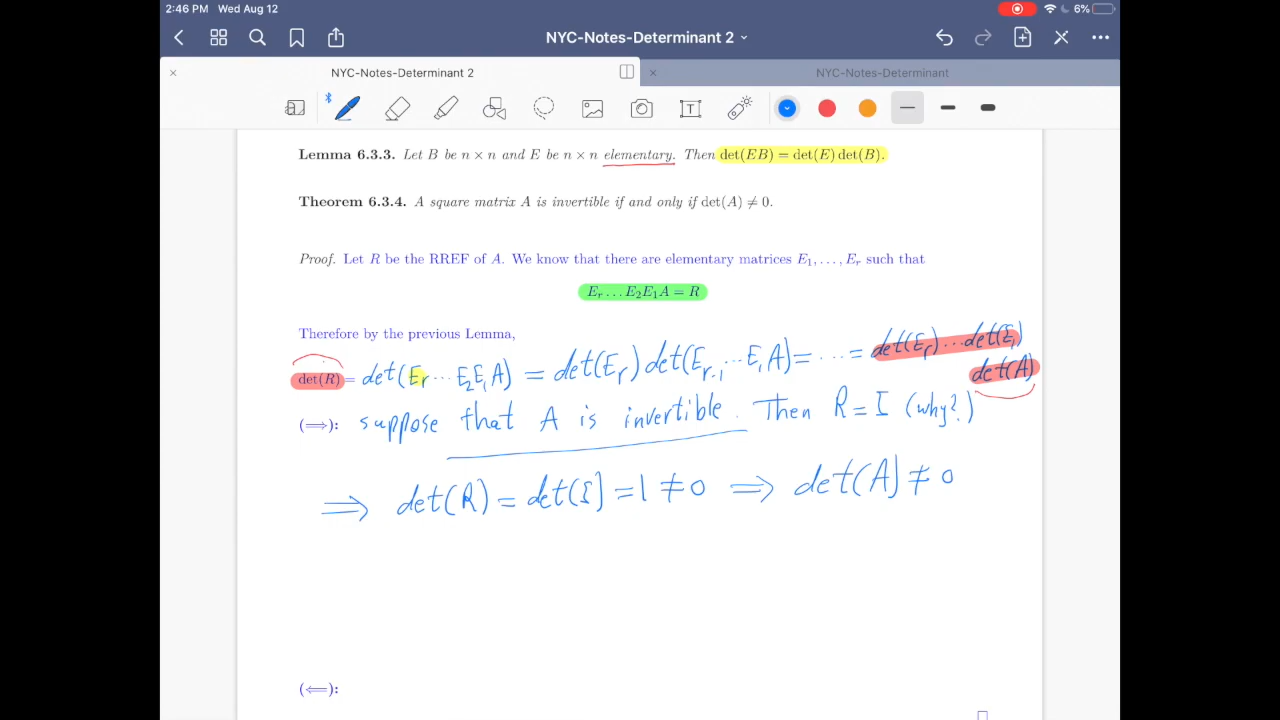 2:46 PM Wed Aug 12
6%
NYC-Notes-Determinant 2
NYC-Notes-Determinant 2
NYC-Notes-Determinant
T
Lemma 6.3.3. Let B be n × n and E be n × n elementary. Then det(EB) = det(E) det(B).
Theorem 6.3.4. A square matrix A is invertible if and only if det(A) ≠ 0.
Proof. Let R be the RREF of A. We know that there are elementary matrices E₁, . . . , Eᵣ such that
Eᵣ . . . E₂E₁A = R
Therefore by the previous Lemma,
det(R) = det(Eᵣ ... E₂E₁A) = det(Eᵣ) det(Eᵣ₋₁ ... E₁A) = ... = det(Eᵣ) ... det(E₁)
det(A)
(⟹): suppose that A is invertible. Then R = I (why?)
⟹ det(R) = det(I) = 1 ≠ 0 ⟹ det(A) ≠ 0
(⟸):